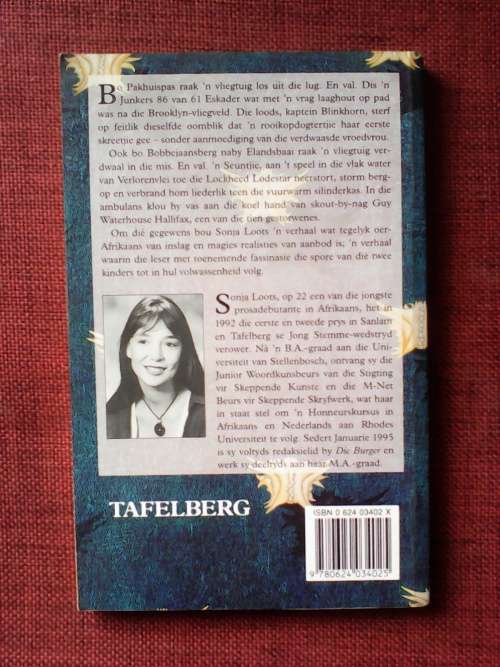 Bo Pakhuispas raak 'n vliegtuig los uit die lug. En val. Dis 'n
Junkers 86 van 61 Eskader wat met 'n vrag laaghout op pad
was na die Brooklyn-vliegveld. Die loods, kaptein Blinkhorn, sterf
op feitlik dieselfde oomblik dat 'n rooikopdogtertjie haar eerste
skreetjie gee – sonder aanmoediging van die verdwaasde vroedvrou.
Ook bo Bobbejaansberg naby Elandsbaai raak 'n vliegtuig ver-
dwaal in die mis. En val. 'n Seuntjie, aan 't speel in die vlak water
van Verlorenvlei toe die Lockheed Lodestar neerstort, storm berg-
op en verbrand hom liederlik teen die vuurwarm silinderkas. In die
ambulans klou hy vas aan die koel hand van skout-by-nag Guy
Waterhouse Hallifax, een van die tien gestorwenes.
Om dié gegewens bou Sonja Loots 'n verhaal wat tegelyk oer-
Afrikaans van inslag en magies realisties van aanbod is; 'n verhaal
waarin die leser met toenemende fassinasie die spore van dié twee
kinders tot in hul volwassenheid volg.
Sonja Loots, op 22 een van die jongste
prosadebutante in Afrikaans, het in
1992 die eerste en tweede prys in Sanlam
en Tafelberg se Jong Stemme-wedstryd
verower. Ná 'n B.A.-graad aan die Uni-
versiteit van Stellenbosch, ontvang sy die
Junior Woordkunsbeurs van die Stigting
vir Skeppende Kunste en die M-Net
Beurs vir Skeppende Skryfwerk, wat haar
in staat stel om 'n Honneurskursus in
Afrikaans en Nederlands aan Rhodes
Universiteit te volg. Sedert Januarie 1995
is sy voltyds redaksielid by Die Burger en
werk sy deeltyds aan haar M.A.-graad.
TAFELBERG
ISBN 0 624 03402 X
9 780624 034025